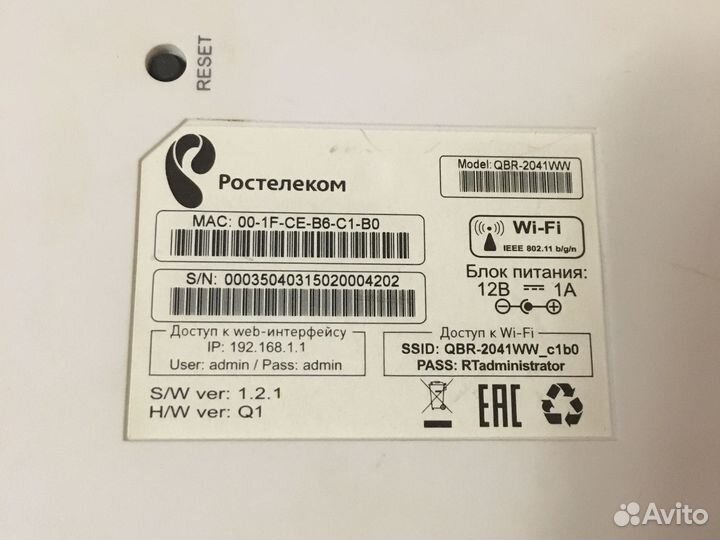 RESET
Ростелеком
Model: QBR-2041WW
MAC: 00-1F-CE-B6-C1-B0
Wi-Fi
IEEE 802.11 b/g/n
S/N: 00035040315020004202
Блок питания:
12В 1А
Доступ к web-интерфейсу
IP: 192.168.1.1
User: admin / Pass: admin
Доступ к Wi-Fi
SSID: QBR-2041WW_c1b0
PASS: RTadministrator
S/W ver: 1.2.1
H/W ver: Q1
EAC
Avito